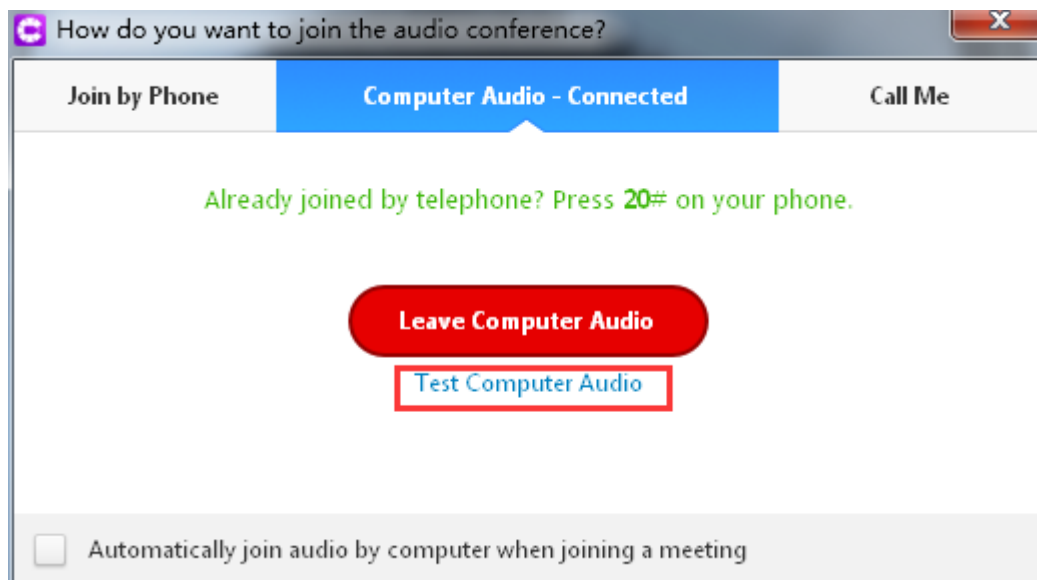 How do you want to join the audio conference?
Join by Phone
Computer Audio - Connected
Call Me
Already joined by telephone? Press 20# on your phone.
Leave Computer Audio
Test Computer Audio
Automatically join audio by computer when joining a meeting